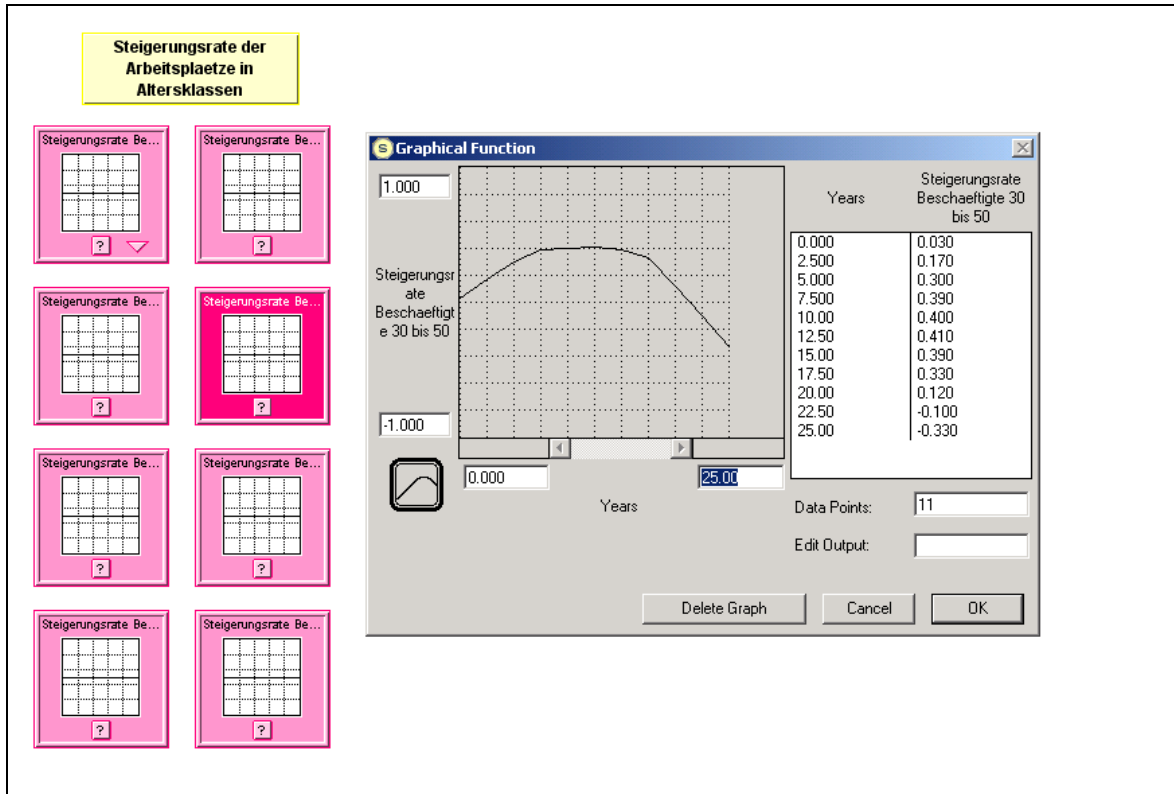 Steigerungsrate der
Arbeitsplaetze in
Altersklassen
Steigerungsrate Be...
?
Steigerungsrate Be...
?
Steigerungsrate Be...
?
Steigerungsrate Be...
?
Steigerungsrate Be...
?
Steigerungsrate Be...
?
Steigerungsrate Be...
?
Steigerungsrate Be...
?
S Graphical Function
1.000
Steigerungsr
ate
Beschaeftigt
e 30 bis 50
-1.000
0.000
25.00
Years
Years
Steigerungsrate
Beschaeftigte 30
bis 50
0.000 0.030
2.500 0.170
5.000 0.300
7.500 0.390
10.00 0.400
12.50 0.410
15.00 0.390
17.50 0.330
20.00 0.120
22.50 -0.100
25.00 -0.330
Data Points: 11
Edit Output:
Delete Graph
Cancel
OK